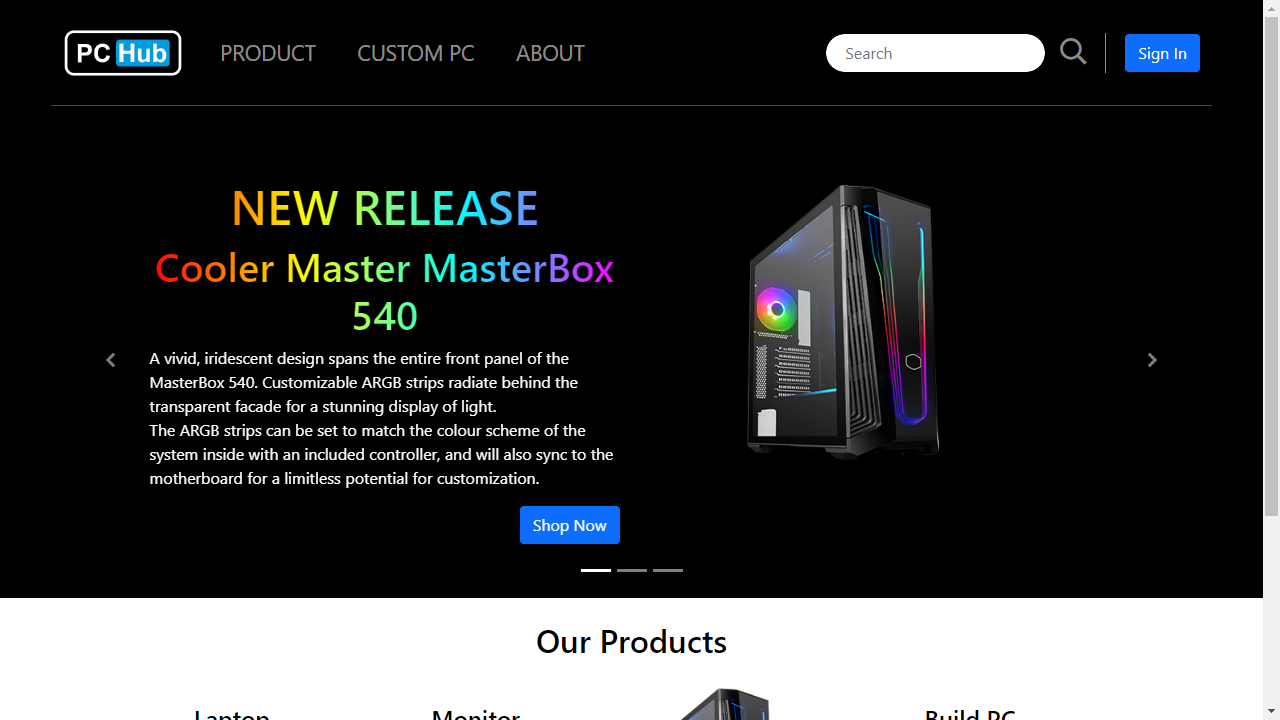 PC Hub
PRODUCT
CUSTOM PC
ABOUT
Search
Sign In
NEW RELEASE
Cooler Master MasterBox
540
A vivid, iridescent design spans the entire front panel of the
MasterBox 540. Customizable ARGB strips radiate behind the
transparent facade for a stunning display of light.
The ARGB strips can be set to match the colour scheme of the
system inside with an included controller, and will also sync to the
motherboard for a limitless potential for customization.
Shop Now
Our Products
Laptop
Monitor
Build PC